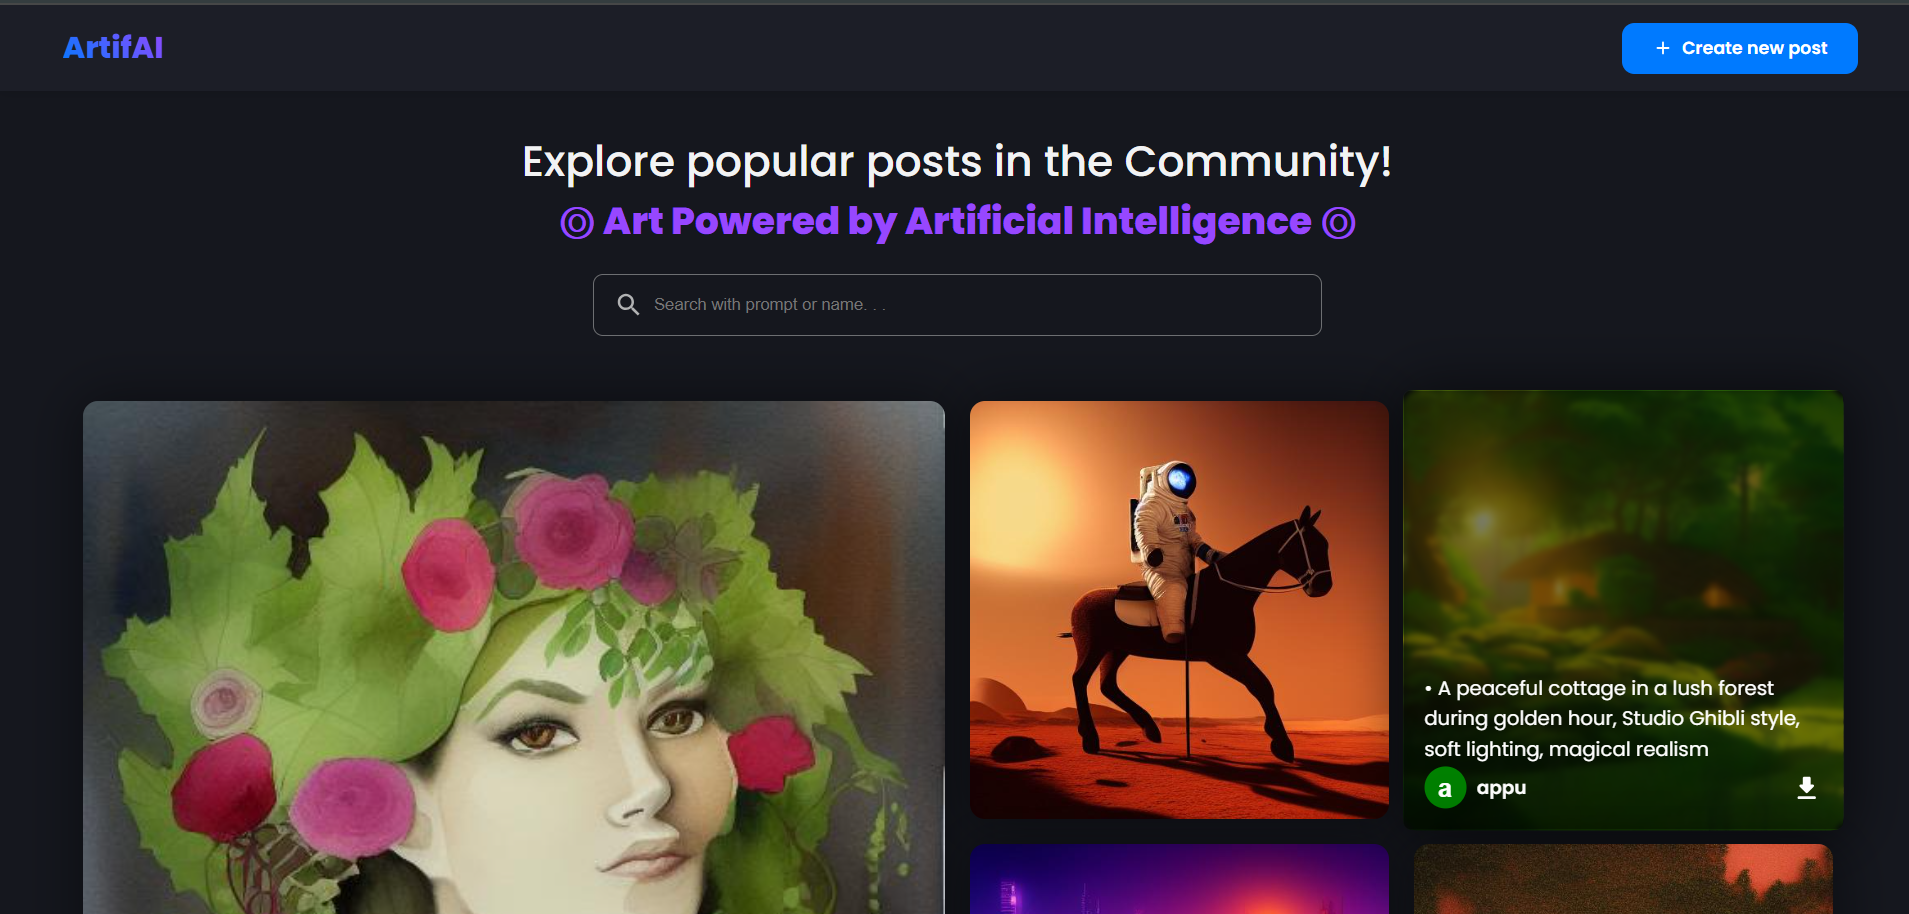 ArtifAI
+ Create new post
Explore popular posts in the Community!
Art Powered by Artificial Intelligence
Search with prompt or name. . .
• A peaceful cottage in a lush forest
during golden hour, Studio Ghibli style,
soft lighting, magical realism
a appu